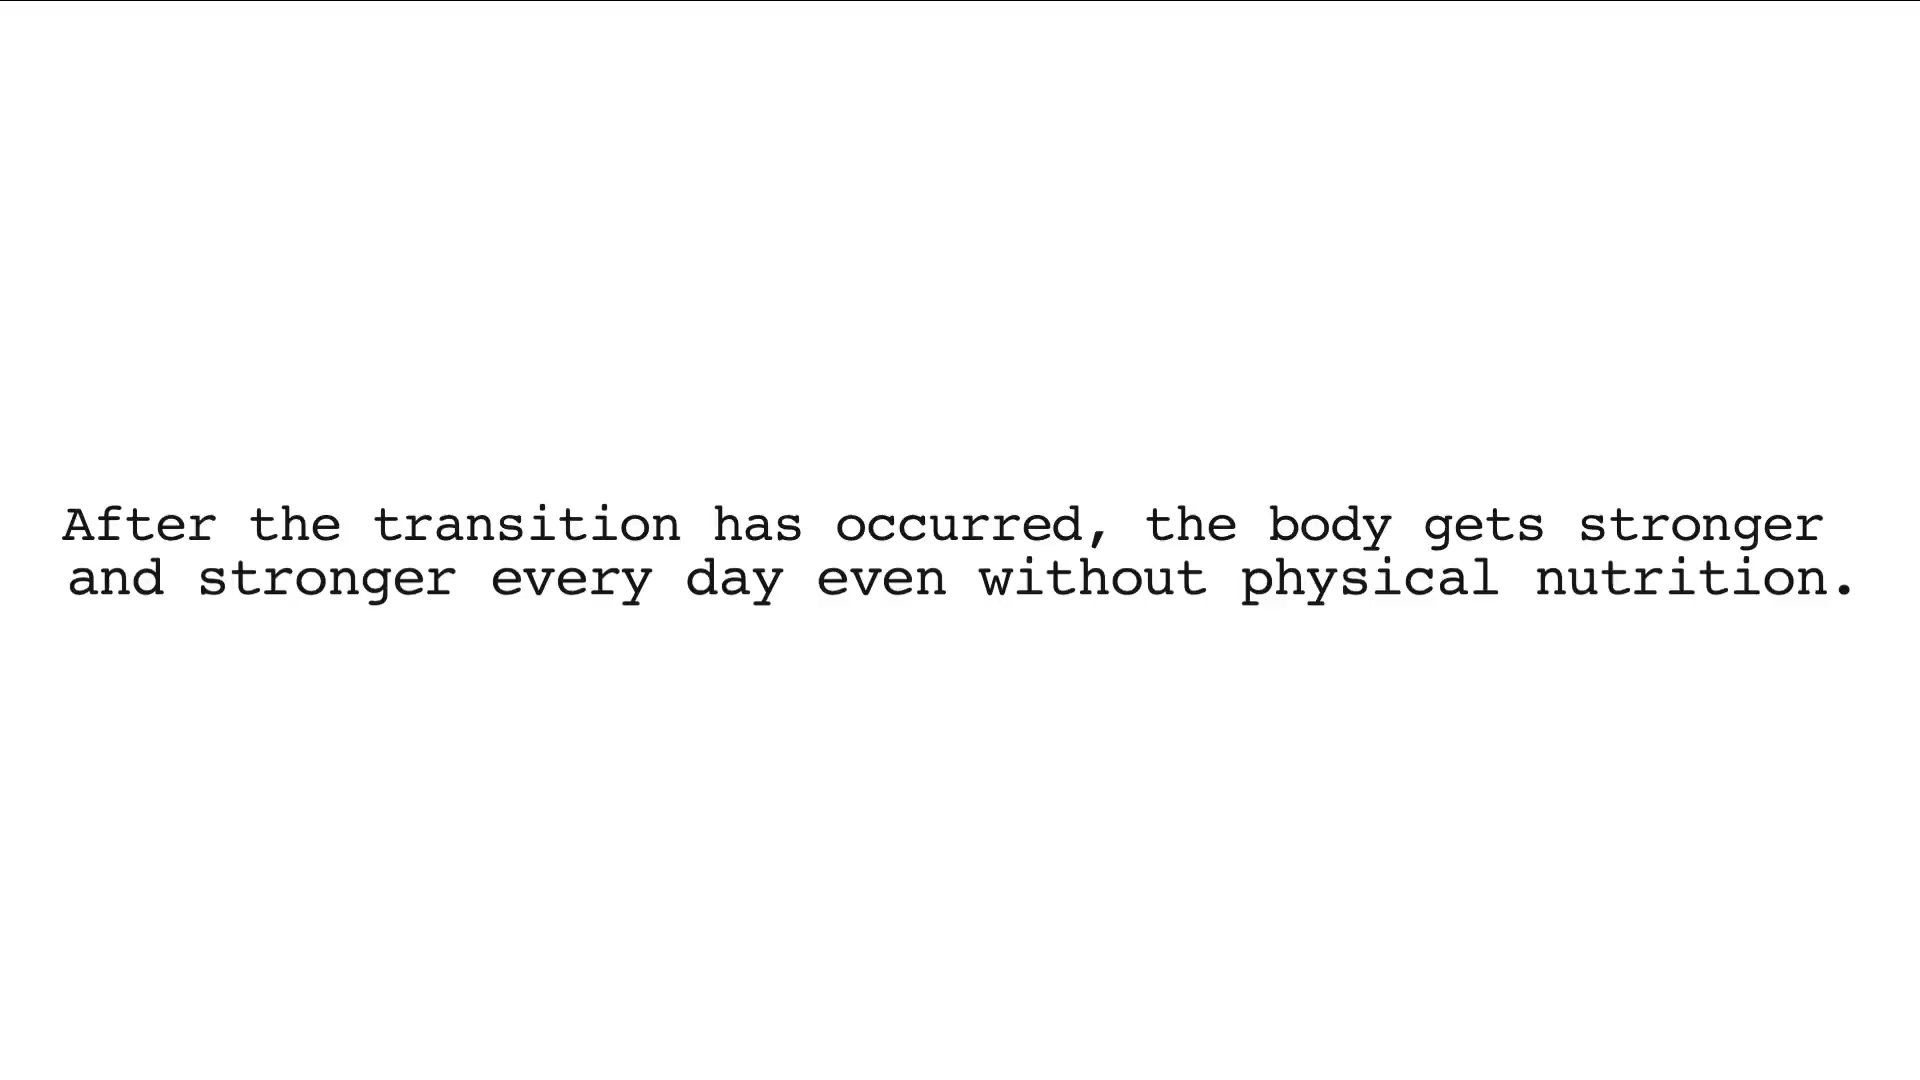 After the transition has occurred, the body gets stronger
and stronger every day even without physical nutrition.